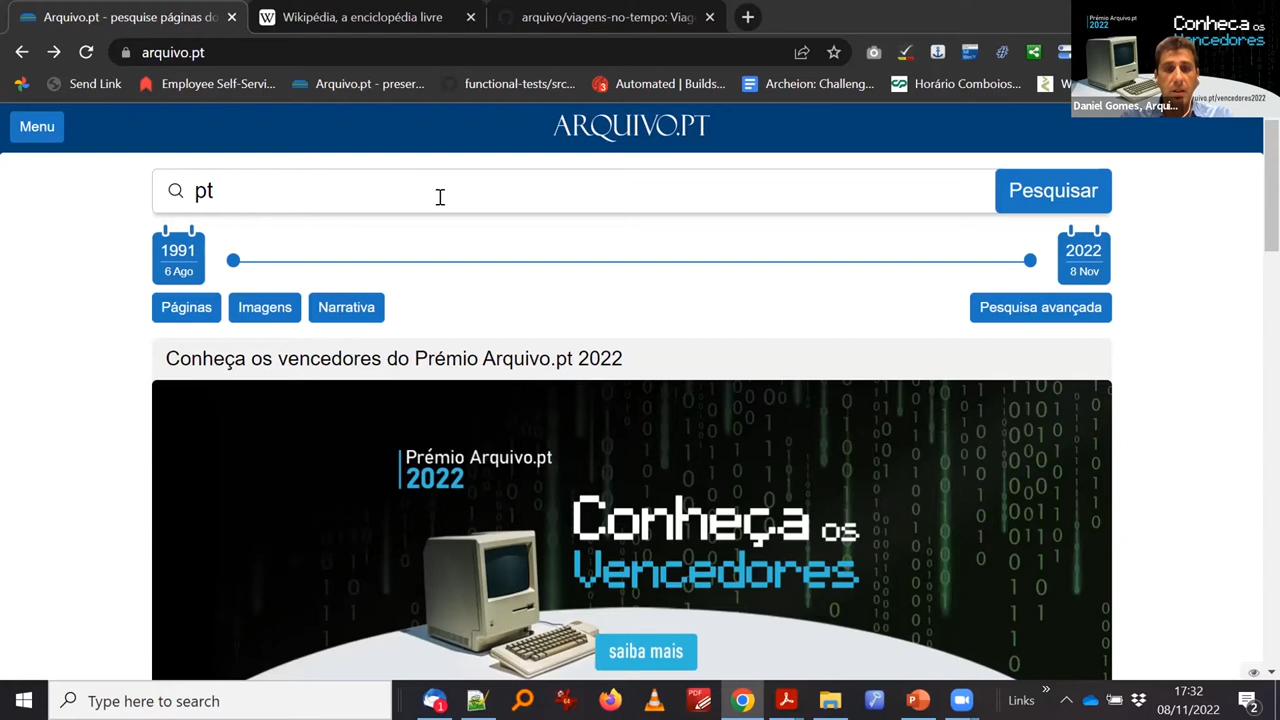 Arquivo.pt - pesquise páginas do
Wikipédia, a enciclopédia livre
arquivo/viagens-no-tempo: Viag
arquivo.pt
Send Link
Employee Self-Servi...
Arquivo.pt - preser...
rational-tests/src...
Automated | Builds...
Archeion: Challeng...
Horário Comboios...
W
Prémio Arquivo.pt
2022
Conheça os
Vencedores
Daniel Gomes, Arqui...
Menu
ARQUIVO.PT
pt
Pesquisar
1991
6 Ago
2022
8 Nov
Páginas
Imagens
Narrativa
Pesquisa avançada
Conheça os vencedores do Prémio Arquivo.pt 2022
Prémio Arquivo.pt
2022
Conheça os
Vencedores
saiba mais
Type here to search
1
Links
17:32
08/11/2022
2